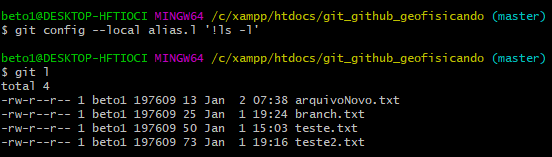 beto1@DESKTOP-HFTIOCI MINGW64 /c/xampp/htdocs/git_github_geofisicando (master)
$ git config --local alias.l '!ls -l'

beto1@DESKTOP-HFTIOCI MINGW64 /c/xampp/htdocs/git_github_geofisicando (master)
$ git l
total 4
-rw-r--r-- 1 beto1 197609 13 Jan  2 07:38 arquivoNovo.txt
-rw-r--r-- 1 beto1 197609 25 Jan  1 19:24 branch.txt
-rw-r--r-- 1 beto1 197609 50 Jan  1 15:03 teste.txt
-rw-r--r-- 1 beto1 197609 73 Jan  1 19:16 teste2.txt